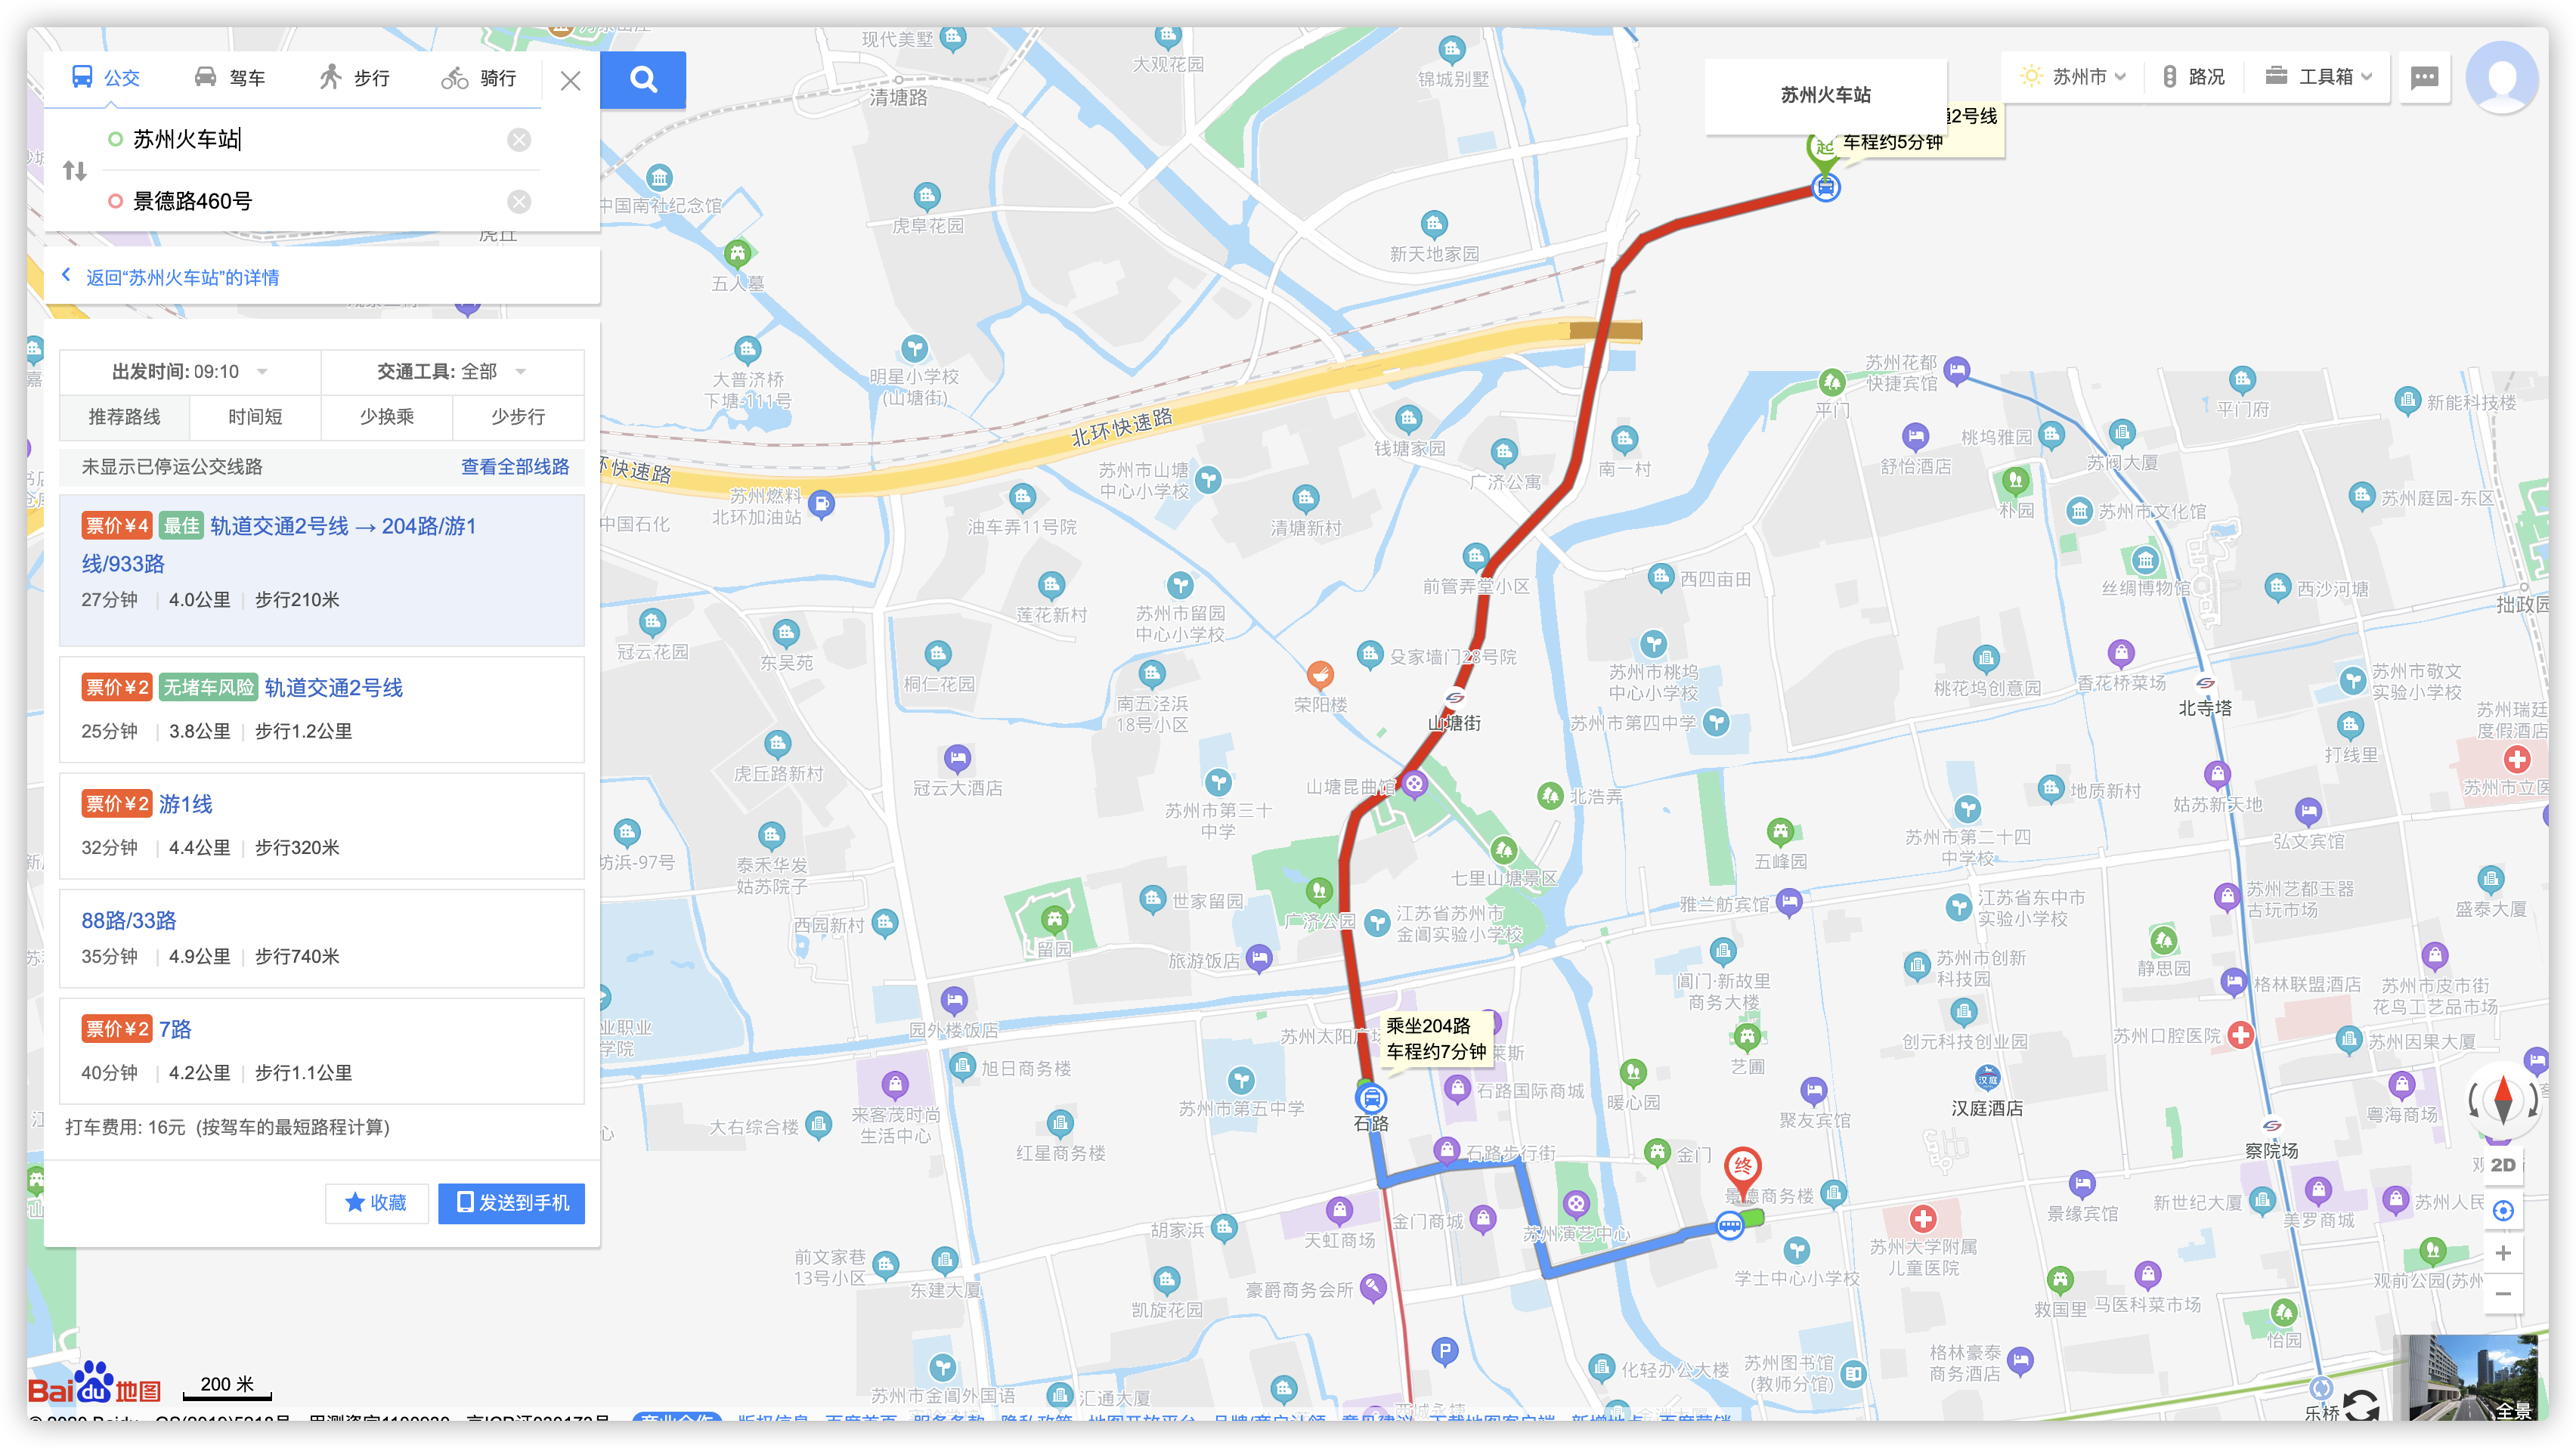 公交
驾车
步行
骑行
苏州火车站
景德路460号
返回“苏州火车站”的详情
出发时间: 09:10
交通工具: 全部
推荐路线
时间短
少换乘
少步行
未显示已停运公交线路
查看全部线路
票价¥4 最佳 轨道交通2号线 → 204路/游1
线/933路
27分钟 | 4.0公里 | 步行210米
票价¥2 无堵车风险 轨道交通2号线
25分钟 | 3.8公里 | 步行1.2公里
票价¥2 游1线
32分钟 | 4.4公里 | 步行320米
88路/33路
35分钟 | 4.9公里 | 步行740米
票价¥2 7路
40分钟 | 4.2公里 | 步行1.1公里
打车费用: 16元 (按驾车的最短路程计算)
收藏
发送到手机
Bai du 地图
200 米
苏州市
路况
工具箱
苏州火车站
2号线
车程约5分钟
起
现代美墅
大观花园
锦城别墅
清塘路
中国南社纪念馆
虎阜花园
新天地家园
虎丘
五人墓
大普济桥
下塘-111号
明星小学校
(山塘街)
北环快速路
环快速路
钱塘家园
南一村
广济公寓
平门
苏州花都
快捷宾馆
平门府
新能科技楼
舒怡酒店
桃坞雅园
苏阀大厦
苏州市山塘
中心小学校
苏州燃料
北环加油站
中国石化
油车弄11号院
清塘新村
朴园
苏州市文化馆
苏州庭园-东区
前管弄堂小区
西四亩田
丝绸博物馆
西沙河塘
拙政园
莲花新村
苏州市留园
中心小学校
冠云花园
东吴苑
桐仁花园
南五泾浜
18号小区
荣阳楼
殳家墙门28号院
苏州市桃坞
中心小学校
桃花坞创意园
香花桥菜场
苏州市敬文
实验小学校
山塘街
苏州市第四中学
北寺塔
苏州瑞廷
度假酒店
打线里
虎丘路新村
冠云大酒店
苏州市第三十
中学
山塘昆曲馆
北浩弄
地质新村
姑苏新天地
苏州市立医
坊浜-97号
泰禾华发
姑苏院子
五峰园
苏州市第二十四
中学校
弘文宾馆
七里山塘景区
世家留园
广济公园
江苏省苏州市
金阊实验小学校
雅兰舫宾馆
江苏省东中市
实验小学校
苏州艺都玉器
古玩市场
盛泰大厦
西园新村
留园
旅游饭店
阊门·新故里
商务大楼
苏州市创新
科技园
静思园
格林联盟酒店
苏州市皮市街
花鸟工艺品市场
业职业
学院
园外楼饭店
苏州太阳广场
乘坐204路
车程约7分钟
莱斯
艺圃
创元科技创业园
苏州口腔医院
苏州因果大厦
旭日商务楼
石路国际商城
暖心园
来客茂时尚
生活中心
苏州市第五中学
石路
聚友宾馆
汉庭
汉庭酒店
粤海商场
大右综合楼
红星商务楼
石路步行街
金门
终
察院场
2D
景德商务楼
胡家浜
天虹商场
金门商城
苏州演艺中心
苏州大学附属
儿童医院
景缘宾馆
新世纪大厦
美罗商城
苏州人民
前文家巷
13号小区
东建大厦
凯旋花园
豪爵商务会所
学士中心小学校
救国里
马医科菜市场
观前公园(苏州
怡园
P
苏州市金阊外国语
汇通大厦
化轻办公大楼
苏州图书馆
(教师分馆)
格林豪泰
商务酒店
乐桥
全景